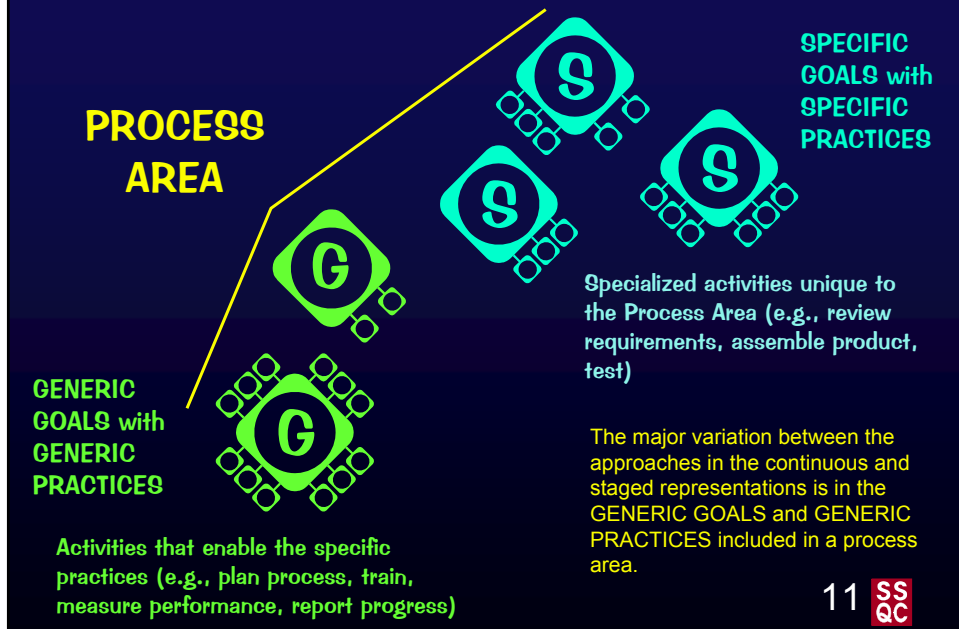 PROCESS
AREA
SPECIFIC
GOALS with
SPECIFIC
PRACTICES
S
S
S
G
G
Specialized activities unique to
the Process Area (e.g., review
requirements, assemble product,
test)
GENERIC
GOALS with
GENERIC
PRACTICES
The major variation between the
approaches in the continuous and
staged representations is in the
GENERIC GOALS and GENERIC
PRACTICES included in a process
area.
Activities that enable the specific
practices (e.g., plan process, train,
measure performance, report progress)
11
SS
QC